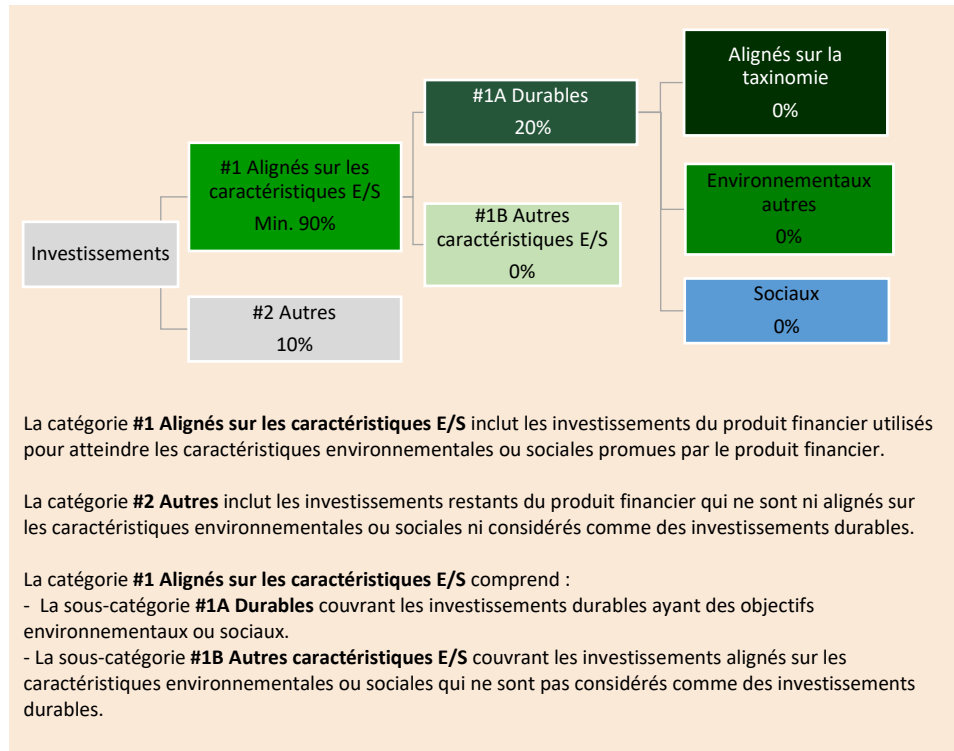 Investissements
#1 Alignés sur les
caractéristiques E/S
Min. 90%
#2 Autres
10%
#1A Durables
20%
#1B Autres
caractéristiques E/S
0%
Alignés sur la
taxinomie
0%
Environnementaux
autres
0%
Sociaux
0%
La catégorie #1 Alignés sur les caractéristiques E/S inclut les investissements du produit financier utilisés
pour atteindre les caractéristiques environnementales ou sociales promues par le produit financier.
La catégorie #2 Autres inclut les investissements restants du produit financier qui ne sont ni alignés sur
les caractéristiques environnementales ou sociales ni considérés comme des investissements durables.
La catégorie #1 Alignés sur les caractéristiques E/S comprend :
- La sous-catégorie #1A Durables couvrant les investissements durables ayant des objectifs
environnementaux ou sociaux.
- La sous-catégorie #1B Autres caractéristiques E/S couvrant les investissements alignés sur les
caractéristiques environnementales ou sociales qui ne sont pas considérés comme des investissements
durables.